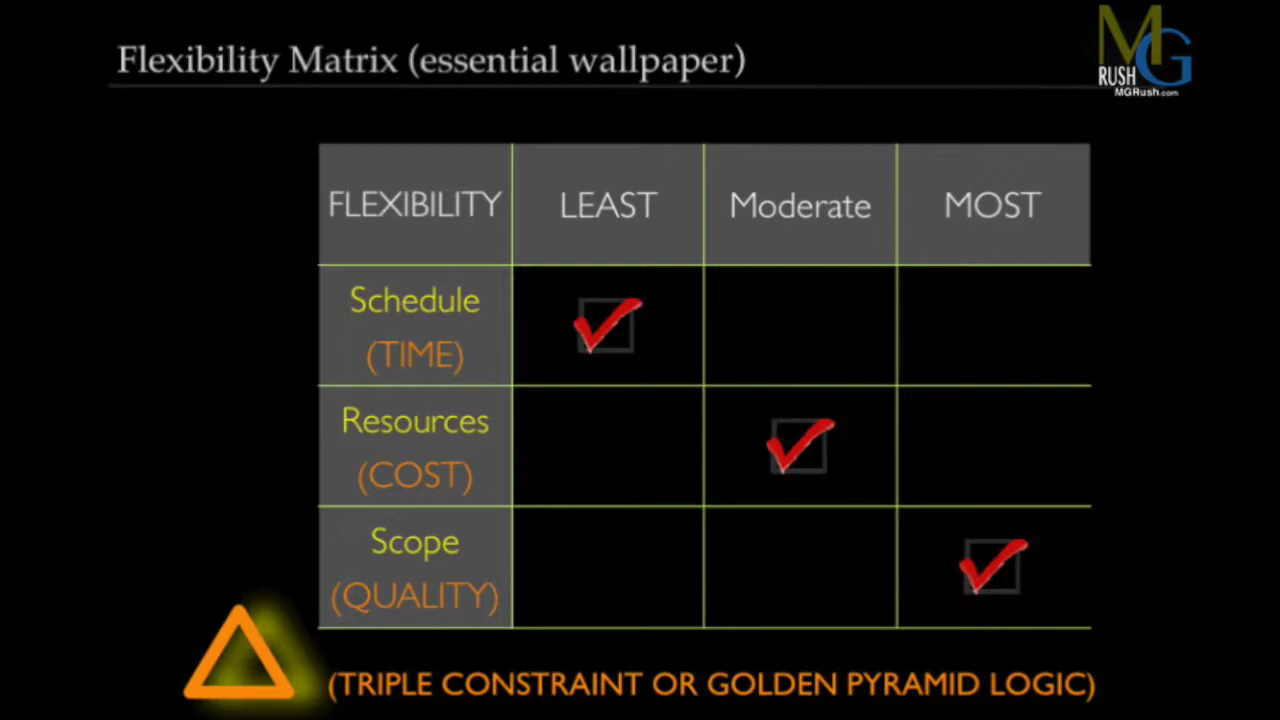 Flexibility Matrix (essential wallpaper)
MG
RUSH
MGRush.com
FLEXIBILITY LEAST Moderate MOST
Schedule
(TIME)
Resources
(COST)
Scope
(QUALITY)
(TRIPLE CONSTRAINT OR GOLDEN PYRAMID LOGIC)